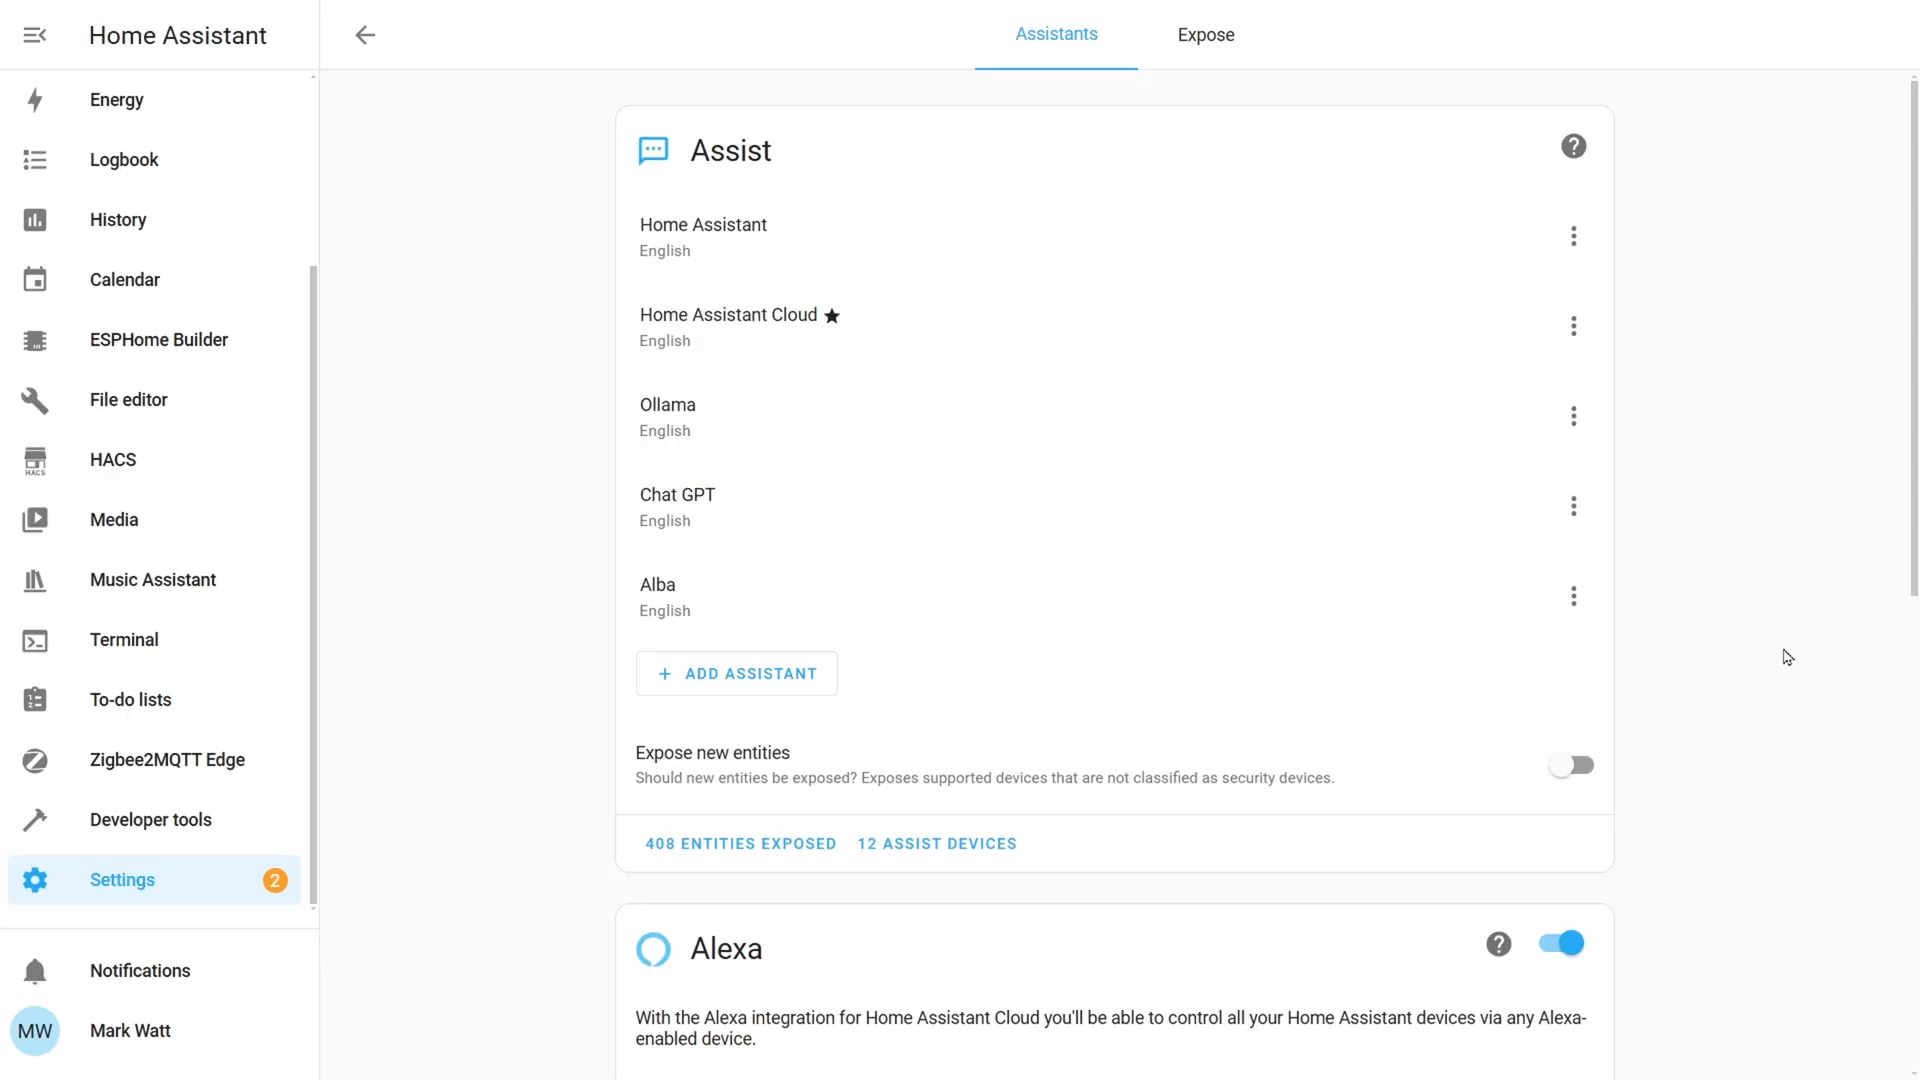 Home Assistant
Energy
Logbook
History
Calendar
ESPHome Builder
File editor
HACS
HACS
Media
Music Assistant
Terminal
To-do lists
Zigbee2MQTT Edge
Developer tools
Settings
2
Notifications
MW
Mark Watt
Assistants
Expose
Assist
Home Assistant
English
Home Assistant Cloud
English
Ollama
English
Chat GPT
English
Alba
English
ADD ASSISTANT
Expose new entities
Should new entities be exposed? Exposes supported devices that are not classified as security devices.
408 ENTITIES EXPOSED
12 ASSIST DEVICES
Alexa
With the Alexa integration for Home Assistant Cloud you'll be able to control all your Home Assistant devices via any Alexa-
enabled device.